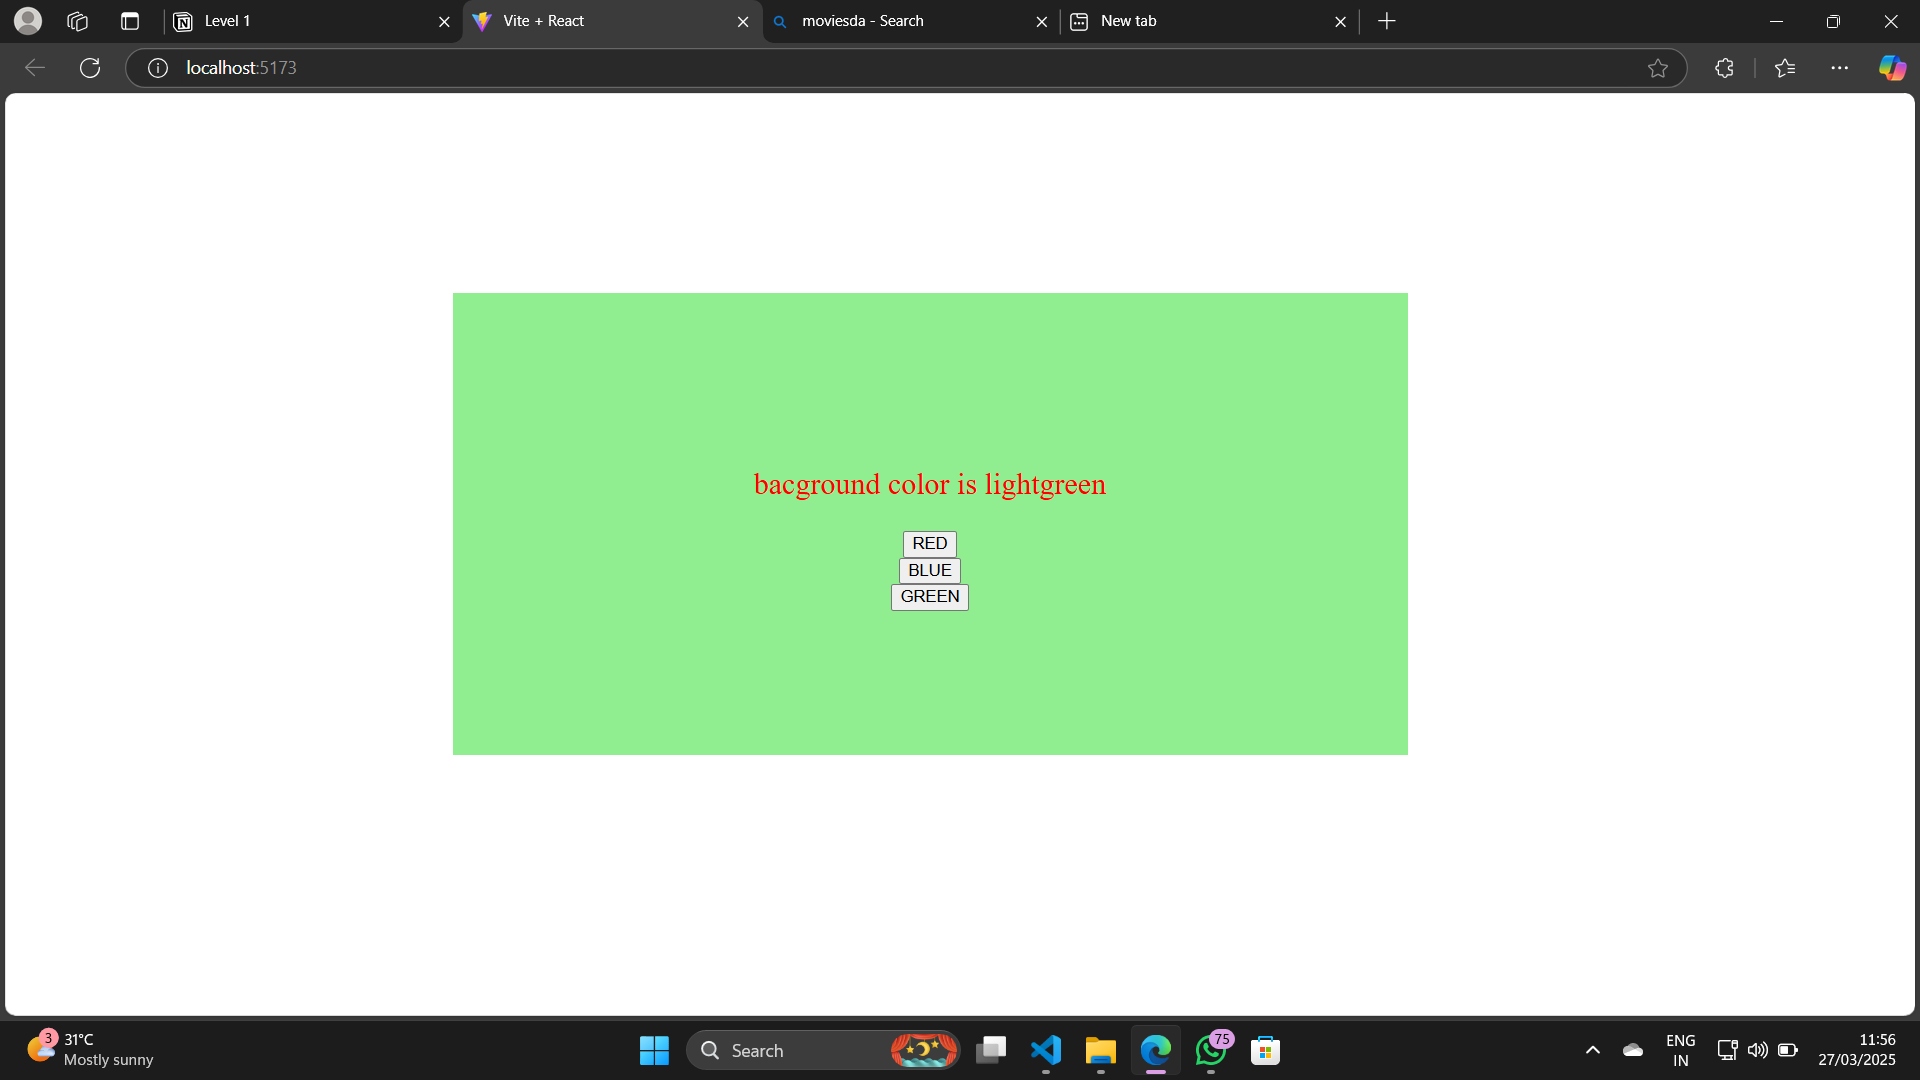 Level 1
Vite + React
moviesda - Search
New tab
localhost:5173
bacground color is lightgreen
RED
BLUE
GREEN
3
31°C
Mostly sunny
Search
75
ENG
IN
11:56
27/03/2025